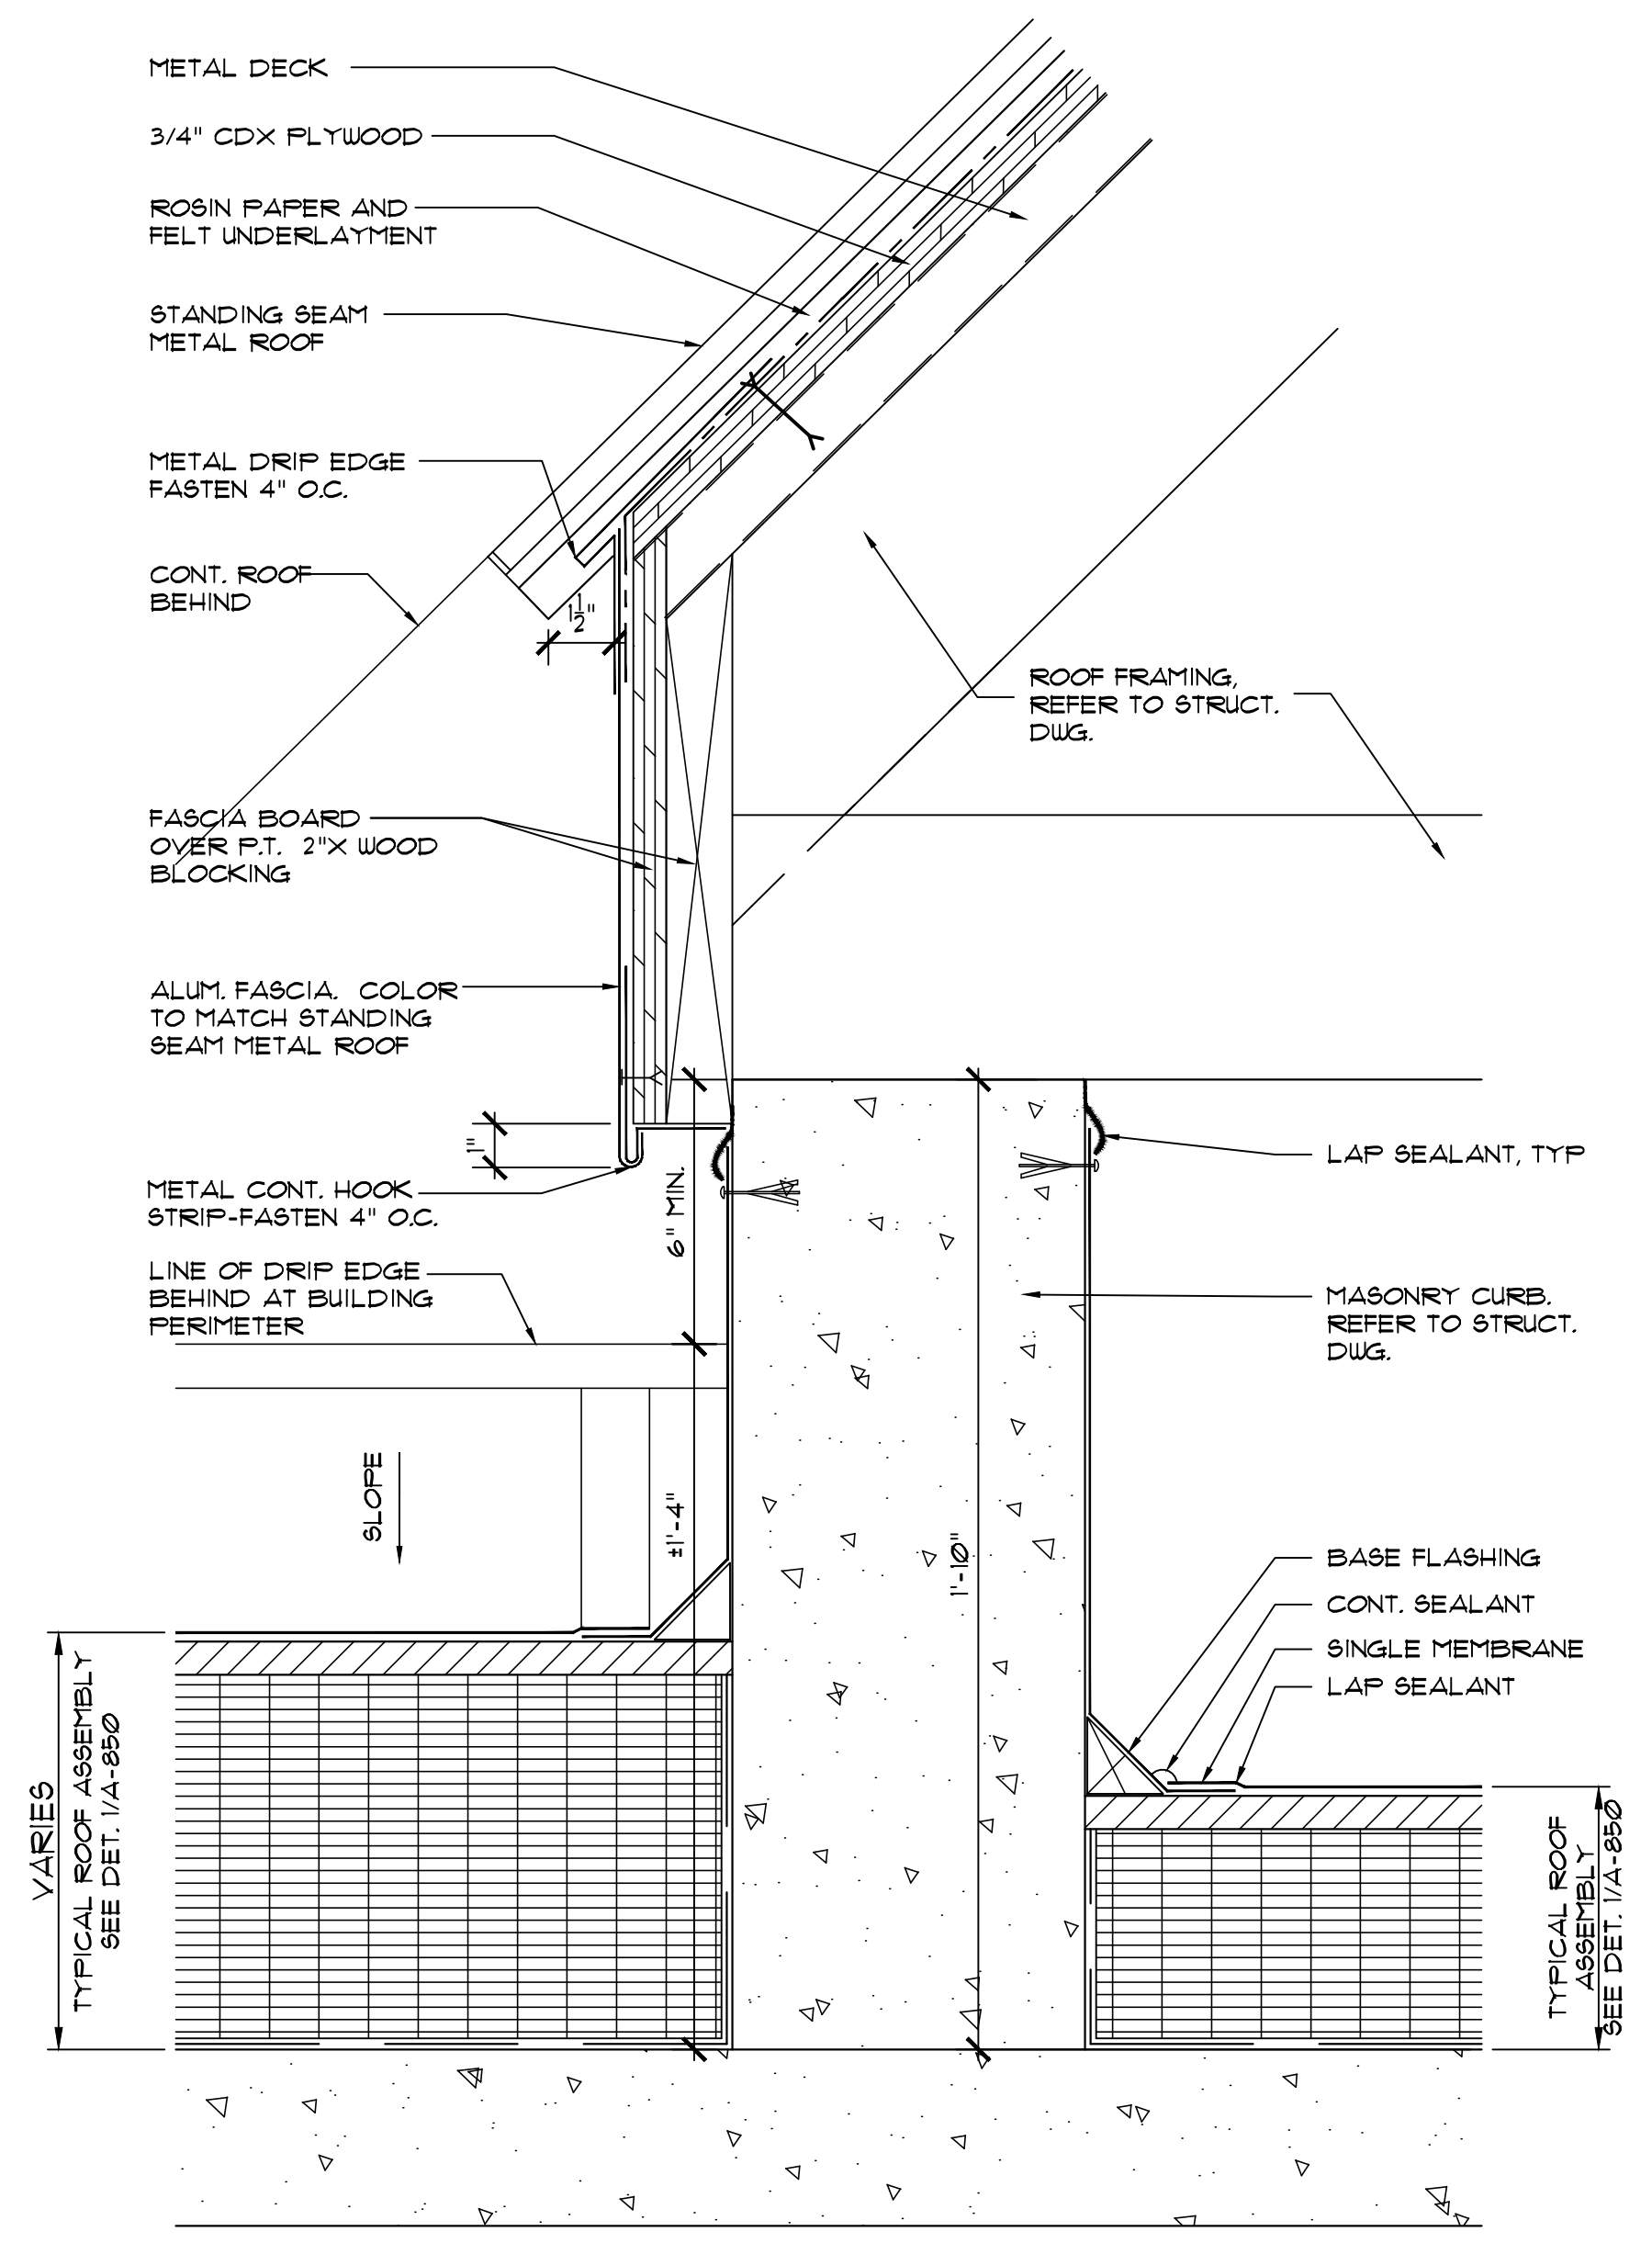 METAL DECK
3/4" CDX PLYWOOD
ROSIN PAPER AND
FELT UNDERLAYMENT
STANDING SEAM
METAL ROOF
METAL DRIP EDGE
FASTEN 4" O.C.
CONT. ROOF
BEHIND
1 1/2"
ROOF FRAMING,
REFER TO STRUCT.
DWG.
FASCIA BOARD
OVER P.T. 2"X WOOD
BLOCKING
ALUM. FASCIA. COLOR
TO MATCH STANDING
SEAM METAL ROOF
1"
METAL CONT. HOOK
STRIP-FASTEN 4" O.C.
6" MIN.
LAP SEALANT, TYP
LINE OF DRIP EDGE
BEHIND AT BUILDING
PERIMETER
MASONRY CURB.
REFER TO STRUCT.
DWG.
SLOPE
±1'-4"
1'-10"
BASE FLASHING
CONT. SEALANT
SINGLE MEMBRANE
LAP SEALANT
VARIES
TYPICAL ROOF ASSEMBLY
SEE DET. 1/A-850
TYPICAL ROOF
ASSEMBLY
SEE DET. 1/A-850